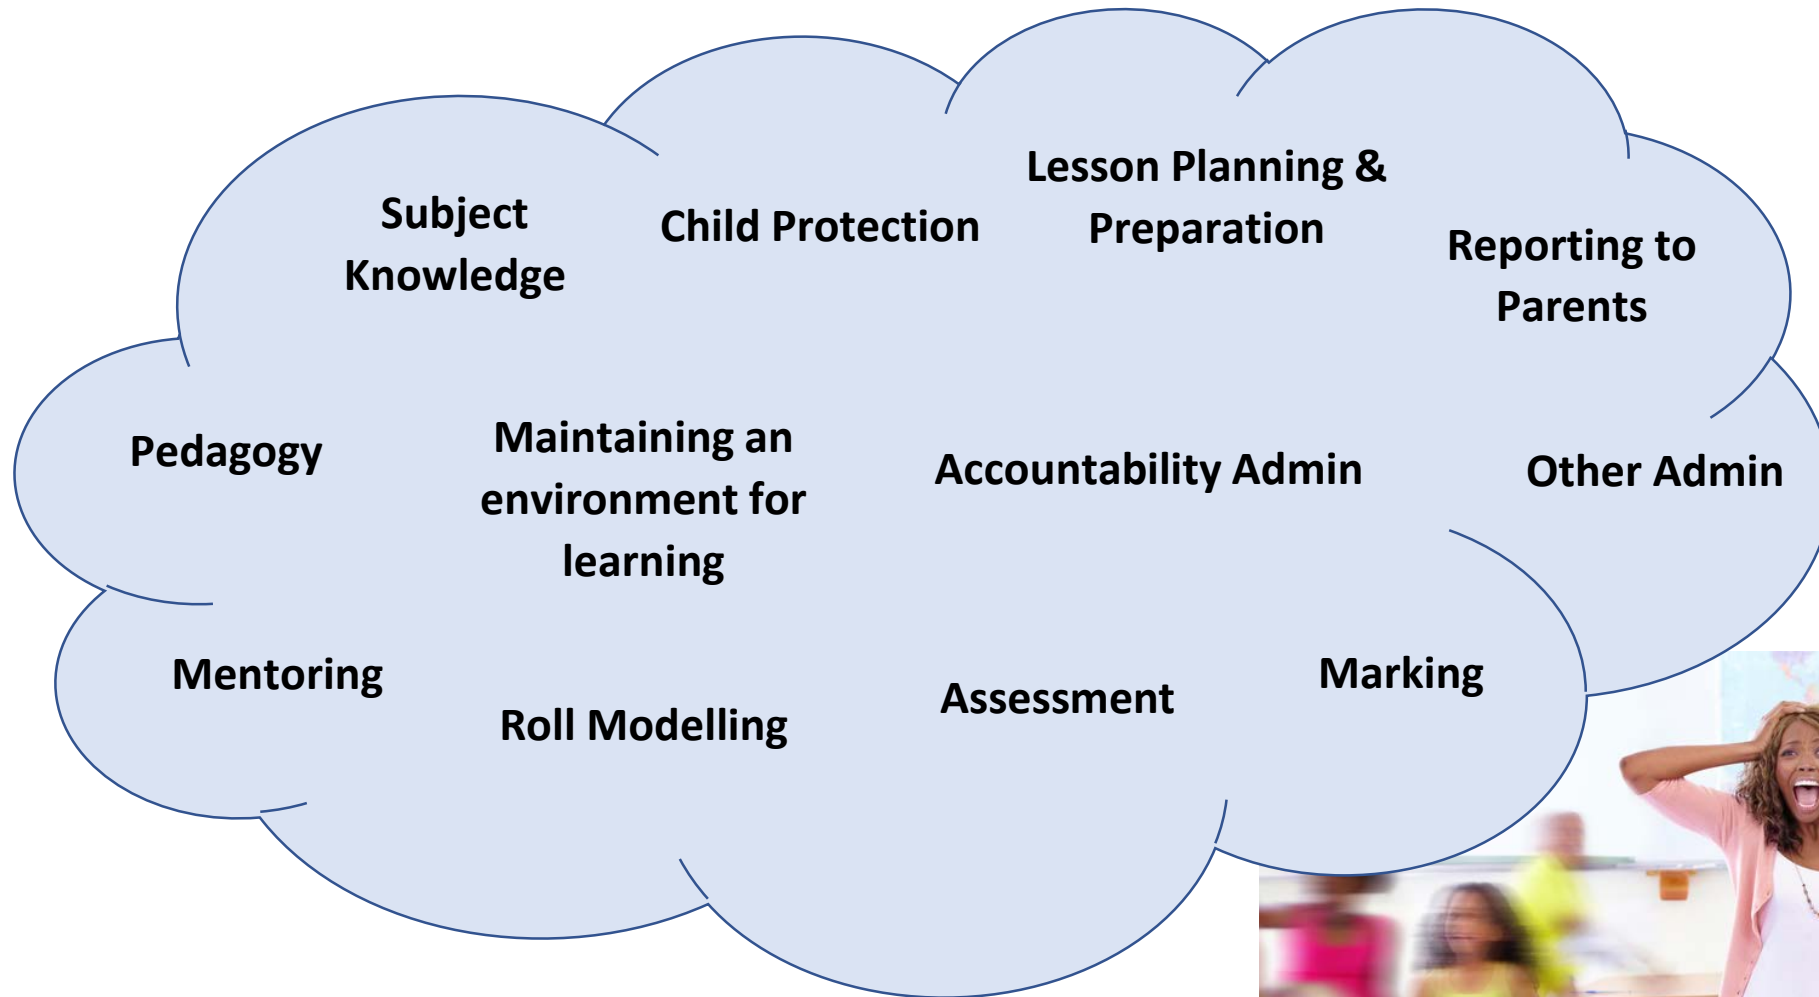 Subject
Knowledge
Child Protection
Lesson Planning &
Preparation
Reporting to
Parents
Pedagogy
Maintaining an
environment for
learning
Accountability Admin
Other Admin
Mentoring
Roll Modelling
Assessment
Marking